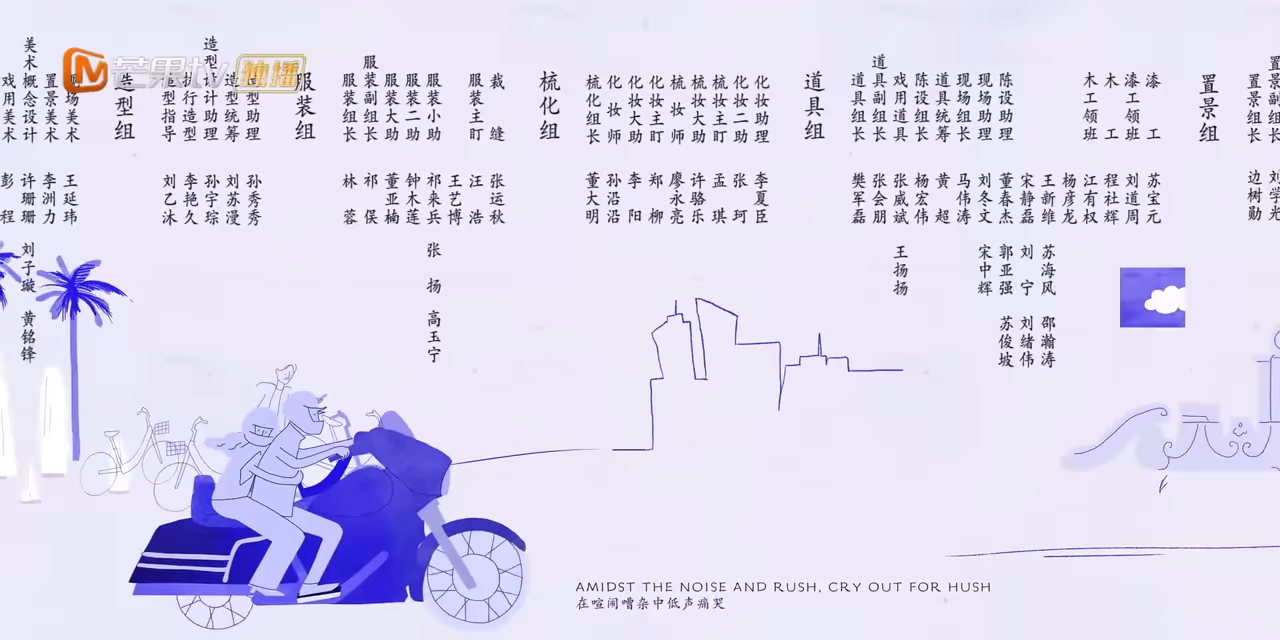 芒果tv 独播
戏用美术 彭程
美术概念设计 许珊珊 刘子璇 黄铭锋
置景美术 李洲力
现场美术 王延玮
造型组
造型指导 刘乙沐
执行造型 李艳久
造型设计助理 孙宇琮
造型统筹 刘苏漫
造型助理 孙秀秀
服装组
服装组长 林蓉
服装副组长 祁俣
服装大助 董亚楠
服装二助 钟木莲
服装小助 祁来兵 张扬 高玉宁
王艺博
服装主盯 汪浩
裁缝 张运秋
梳化组
梳化组长 董大明
化妆师 孙沿沿
化妆大助 李阳
化妆主盯 郑柳
梳妆师 廖永亮
梳妆大助 许骆乐
梳妆主盯 孟琪
化妆二助 张珂
化妆助理 李夏臣
道具组
道具组长 樊军磊
道具副组长 张会朋
戏用道具 张威斌 王扬扬
陈设组长 杨宏伟
道具统筹 黄超
现场组长 马伟涛
现场助理 刘冬文 宋中辉
陈设助理 董春杰 郭亚强 苏俊坡
宋静磊 刘宁 刘绪伟
王新维 苏海风 邵瀚涛
杨彦龙
木工领班 江有权
木工 程社辉
漆工领班 刘道周
漆工 苏宝元
置景组
置景组长 边树勋
置景副组长 刘学光
AMIDST THE NOISE AND RUSH, CRY OUT FOR HUSH
在喧闹嘈杂中低声痛哭